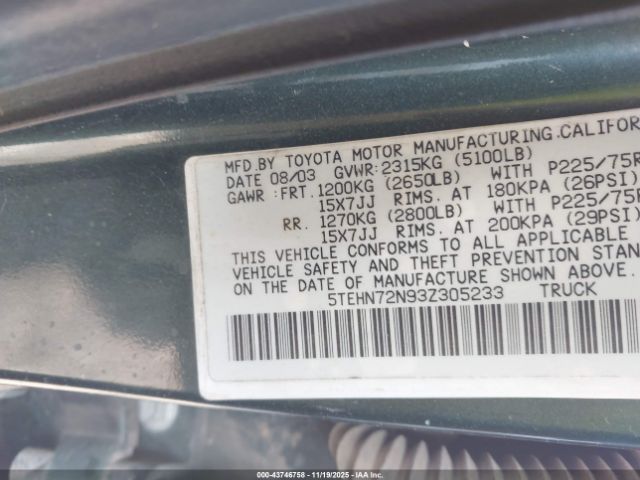 MFD.BY TOYOTA MOTOR MANUFACTURING.CALIFOR
DATE 08/03 GVWR:2315KG (5100LB)
GAWR:FRT. 1200KG (2650LB) WITH P225/75R
15X7JJ RIMS. AT 180KPA (26PSI)
RR. 1270KG (2800LB) WITH P225/75R
15X7JJ RIMS. AT 200KPA (29PSI)
THIS VEHICLE CONFORMS TO ALL APPLICABLE
VEHICLE SAFETY AND THEFT PREVENTION STAN
ON THE DATE OF MANUFACTURE SHOWN ABOVE.
5TEHN72N93Z305233 TRUCK
000-43746758 - 11/19/2025 - IAA, Inc.